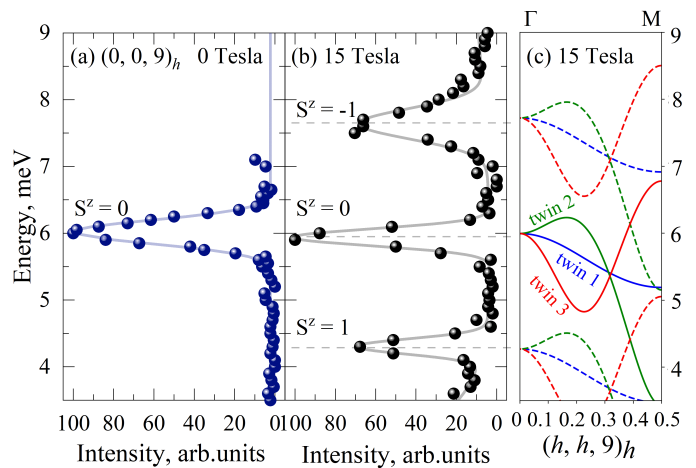 Γ M
9
8
7
6
5
4
Energy, meV
(a) (0, 0, 9)h 0 Tesla
S^z = 0
100 80 60 40 20 0
Intensity, arb.units
(b) 15 Tesla
S^z = -1
S^z = 0
S^z = 1
100 80 60 40 20 0
Intensity, arb.units
(c) 15 Tesla
twin 2
twin 1
twin 3
9
8
7
6
5
4
0 0.1 0.2 0.3 0.4 0.5
(h, h, 9)h